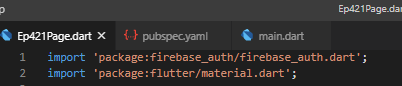 p
Ep421Page.dar
Ep421Page.dart
pubspec.yaml
main.dart
1 import 'package:firebase_auth/firebase_auth.dart';
2 import 'package:flutter/material.dart';